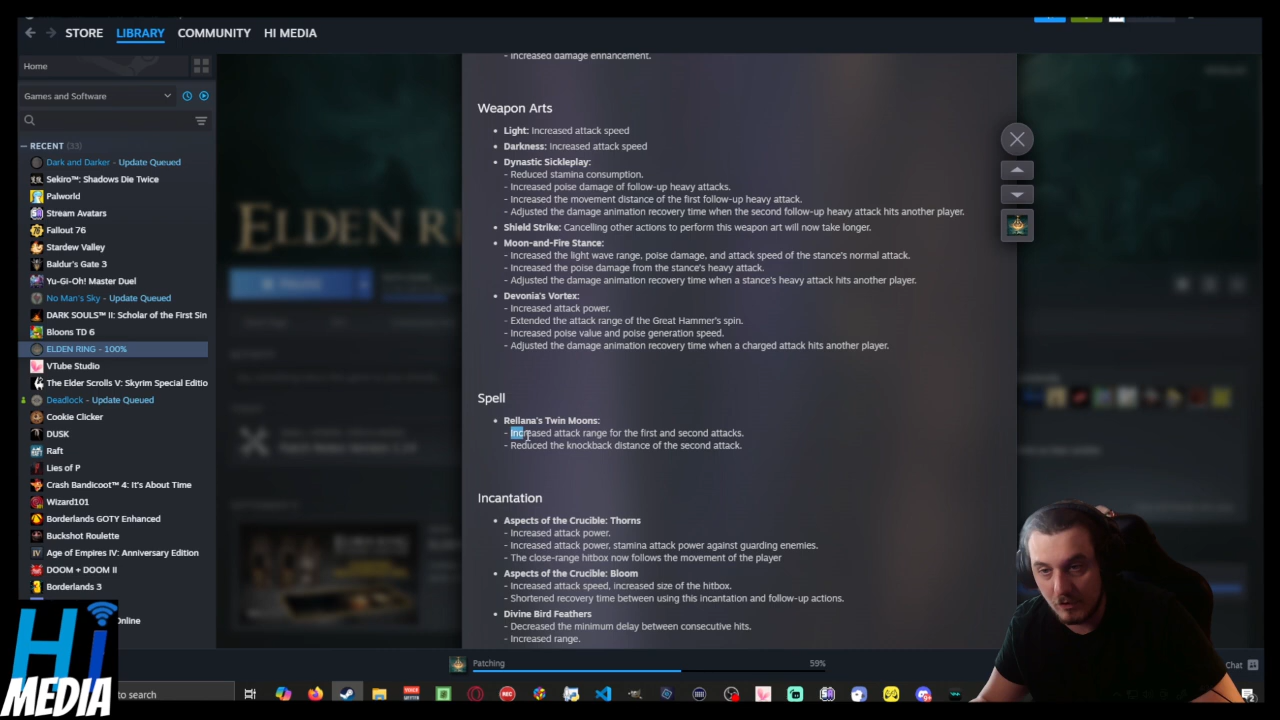 STORE LIBRARY COMMUNITY HI MEDIA
Home
Games and Software
RECENT (33)
Dark and Darker - Update Queued
Sekiro™: Shadows Die Twice
Palworld
Stream Avatars
Fallout 76
Stardew Valley
Baldur's Gate 3
Yu-Gi-Oh! Master Duel
No Man's Sky - Update Queued
DARK SOULS™ II: Scholar of the First Sin
Bloons TD 6
ELDEN RING - 100%
VTube Studio
The Elder Scrolls V: Skyrim Special Editio
Deadlock - Update Queued
Cookie Clicker
DUSK
Raft
Lies of P
Crash Bandicoot™ 4: It's About Time
Wizard101
Borderlands GOTY Enhanced
Buckshot Roulette
Age of Empires IV: Anniversary Edition
DOOM + DOOM II
Borderlands 3
Online
ELDEN RI
- Increased damage enhancement.
Weapon Arts
• Light: Increased attack speed
• Darkness: Increased attack speed
• Dynastic Sickleplay:
- Reduced stamina consumption.
- Increased poise damage of follow-up heavy attacks.
- Increased the movement distance of the first follow-up heavy attack.
- Adjusted the damage animation recovery time when the second follow-up heavy attack hits another player.
• Shield Strike: Cancelling other actions to perform this weapon art will now take longer.
• Moon-and-Fire Stance:
- Increased the light wave range, poise damage, and attack speed of the stance's normal attack.
- Increased the poise damage from the stance's heavy attack.
- Adjusted the damage animation recovery time when a stance's heavy attack hits another player.
• Devonia's Vortex:
- Increased attack power.
- Extended the attack range of the Great Hammer's spin.
- Increased poise value and poise generation speed.
- Adjusted the damage animation recovery time when a charged attack hits another player.
Spell
• Rellana's Twin Moons:
- Increased attack range for the first and second attacks.
- Reduced the knockback distance of the second attack.
Incantation
• Aspects of the Crucible: Thorns
- Increased attack power.
- Increased attack power, stamina attack power against guarding enemies.
- The close-range hitbox now follows the movement of the player
• Aspects of the Crucible: Bloom
- Increased attack speed, increased size of the hitbox.
- Shortened recovery time between using this incantation and follow-up actions.
• Divine Bird Feathers
- Decreased the minimum delay between consecutive hits.
- Increased range.
Patching 59%
Chat
Hi
MEDIA
to search
REC